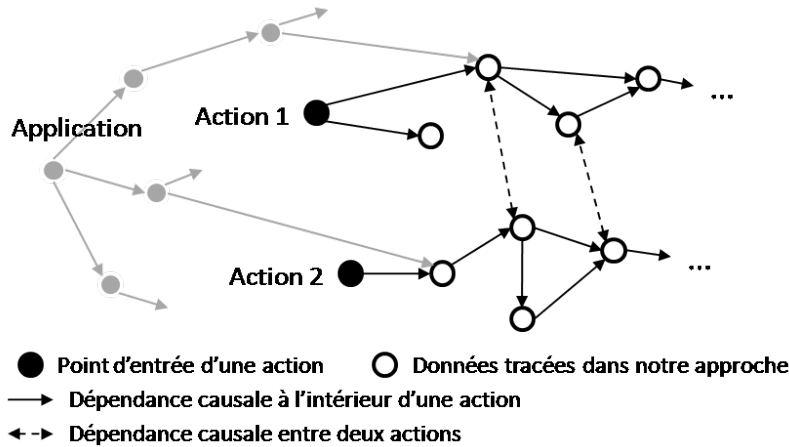 Action 1
...
Application
Action 2
...
Point d'entrée d'une action
Données tracées dans notre approche
Dépendance causale à l'intérieur d'une action
Dépendance causale entre deux actions